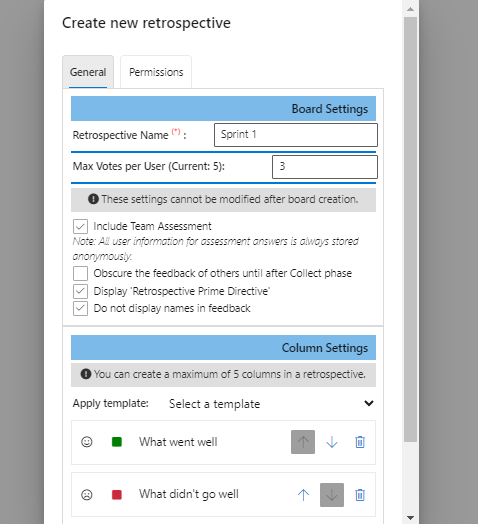 Create new retrospective
General
Permissions
Board Settings
Retrospective Name (*) :
Sprint 1
Max Votes per User (Current: 5):
3
These settings cannot be modified after board creation.
Include Team Assessment
Note: All user information for assessment answers is always stored
anonymously.
Obscure the feedback of others until after Collect phase
Display 'Retrospective Prime Directive'
Do not display names in feedback
Column Settings
You can create a maximum of 5 columns in a retrospective.
Apply template:
Select a template
What went well
What didn't go well